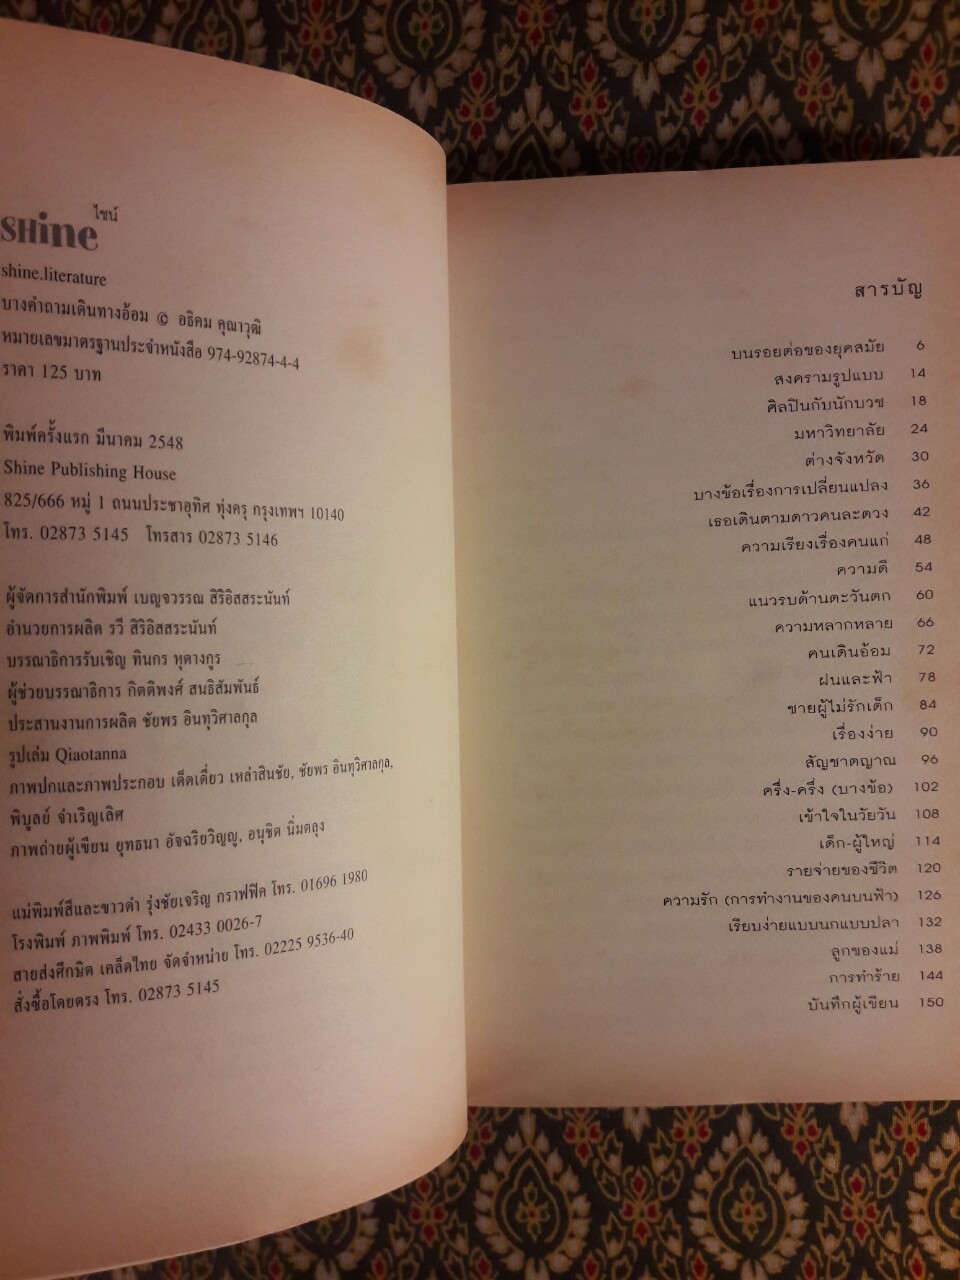 ไชน์
SHine
shine.literature
บางคำถามเดินทางอ้อม © อธิคม คุณาวุฒิ
หมายเลขมาตรฐานประจำหนังสือ 974-92874-4-4
ราคา 125 บาท
พิมพ์ครั้งแรก มีนาคม 2548
Shine Publishing House
825/666 หมู่ 1 ถนนประชาอุทิศ ทุ่งครุ กรุงเทพฯ 10140
โทร. 02873 5145 โทรสาร 02873 5146
ผู้จัดการสำนักพิมพ์ เบญจวรรณ สิริอิสสระนันท์
อำนวยการผลิต รวี สิริอิสสระนันท์
บรรณาธิการรับเชิญ ทินกร หุตางกูร
ผู้ช่วยบรรณาธิการ กิตติพงศ์ สนธิสัมพันธ์
ประสานงานการผลิต ชัยพร อินทุวิศาลกุล
รูปเล่ม Qiaotanna
ภาพปกและภาพประกอบ เด็ดเดี่ยว เหล่าสินชัย, ชัยพร อินทุวิศาลกุล,
พิบูลย์ จำเริญเลิศ
ภาพถ่ายผู้เขียน ยุทธนา อัจฉริยวิญญู, อนุชิต นิ่มตลุง
แม่พิมพ์สีและขาวดำ รุ่งชัยเจริญ กราฟฟิค โทร. 01696 1980
โรงพิมพ์ ภาพพิมพ์ โทร. 02433 0026-7
สายส่งศึกษิต เคล็ดไทย จัดจำหน่าย โทร. 02225 9536-40
สั่งซื้อโดยตรง โทร. 02873 5145
สารบัญ
บนรอยต่อของยุคสมัย 6
สงครามรูปแบบ 14
ศิลปินกับนักบวช 18
มหาวิทยาลัย 24
ต่างจังหวัด 30
บางข้อเรื่องการเปลี่ยนแปลง 36
เธอเดินตามดาวคนละดวง 42
ความเรียงเรื่องคนแก่ 48
ความดี 54
แนวรบด้านตะวันตก 60
ความหลากหลาย 66
คนเดินอ้อม 72
ฝนและฟ้า 78
ชายผู้ไม่รักเด็ก 84
เรื่องง่าย 90
สัญชาตญาณ 96
ครึ่ง-ครึ่ง (บางข้อ) 102
เข้าใจในวัยวัน 108
เด็ก-ผู้ใหญ่ 114
รายจ่ายของชีวิต 120
ความรัก (การทำงานของคนบนฟ้า) 126
เรียบง่ายแบบนกแบบปลา 132
ลูกของแม่ 138
การทำร้าย 144
บันทึกผู้เขียน 150